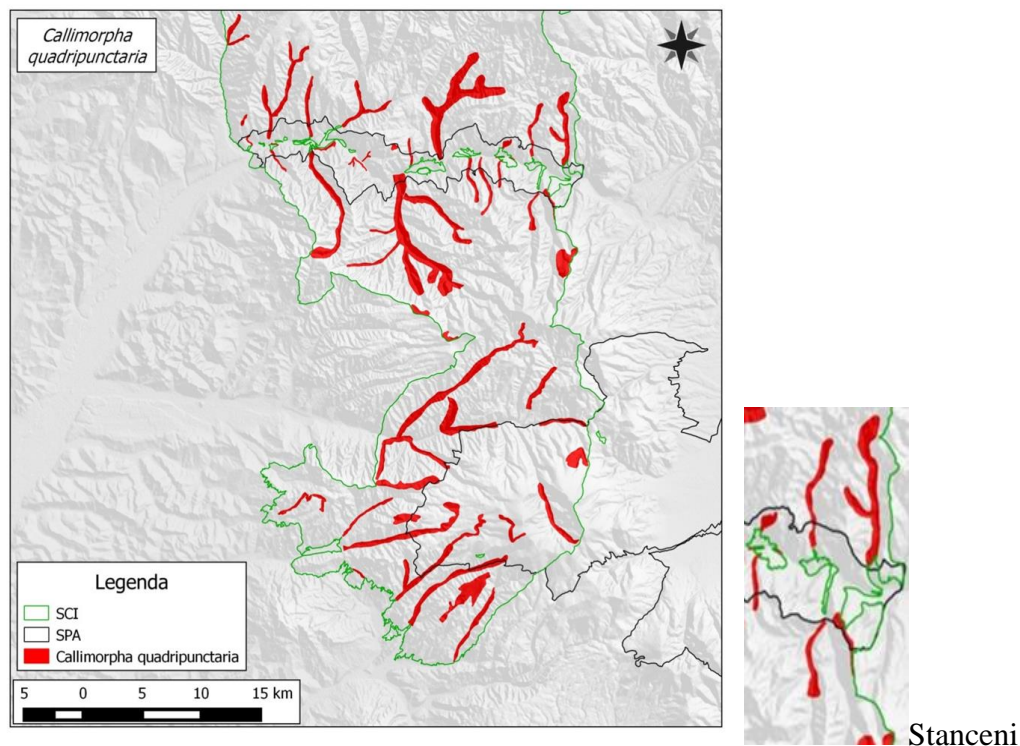 Callimorpha
quadripunctaria
Legenda
SCI
SPA
Callimorpha quadripunctaria
5 0 5 10 15 km
Stanceni